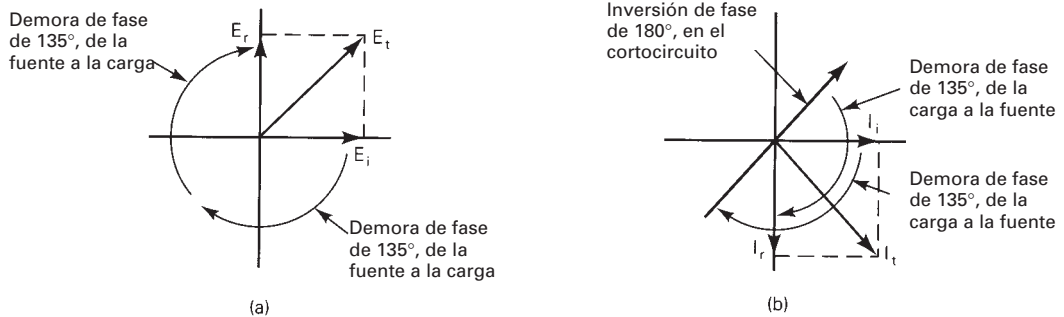 Demora de fase
de 135°, de la
fuente a la carga
E_r
E_t
E_i
Demora de fase
de 135°, de la
fuente a la carga
(a)
Inversión de fase
de 180°, en el
cortocircuito
Demora de fase
de 135°, de la
carga a la fuente
I_i
Demora de fase
de 135°, de la
carga a la fuente
I_r
I_t
(b)